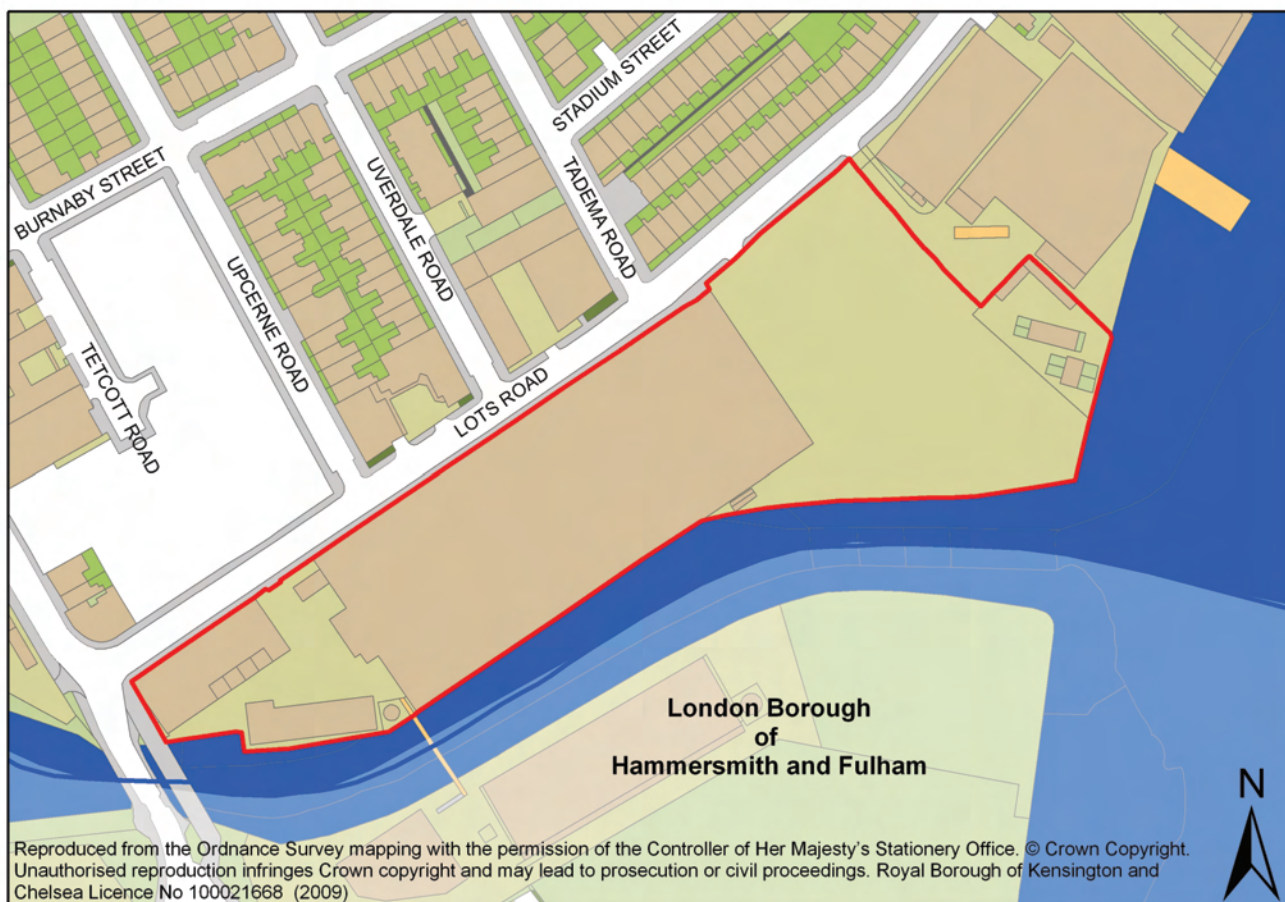 STADIUM STREET
BURNABY STREET
UVERDALE ROAD
TADEMA ROAD
UPCERNE ROAD
TETCOTT ROAD
LOTS ROAD
London Borough
of
Hammersmith and Fulham
N
Reproduced from the Ordnance Survey mapping with the permission of the Controller of Her Majesty's Stationery Office. © Crown Copyright.
Unauthorised reproduction infringes Crown copyright and may lead to prosecution or civil proceedings. Royal Borough of Kensington and
Chelsea Licence No 100021668 (2009)